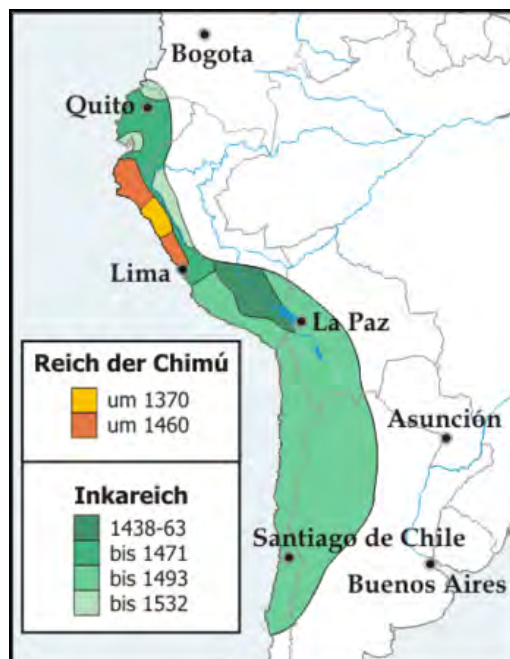 Bogota
Quito
Lima
La Paz
Reich der Chimú
um 1370
um 1460
Asunción
Inkareich
1438-63
bis 1471
bis 1493
bis 1532
Santiago de Chile
Buenos Aires